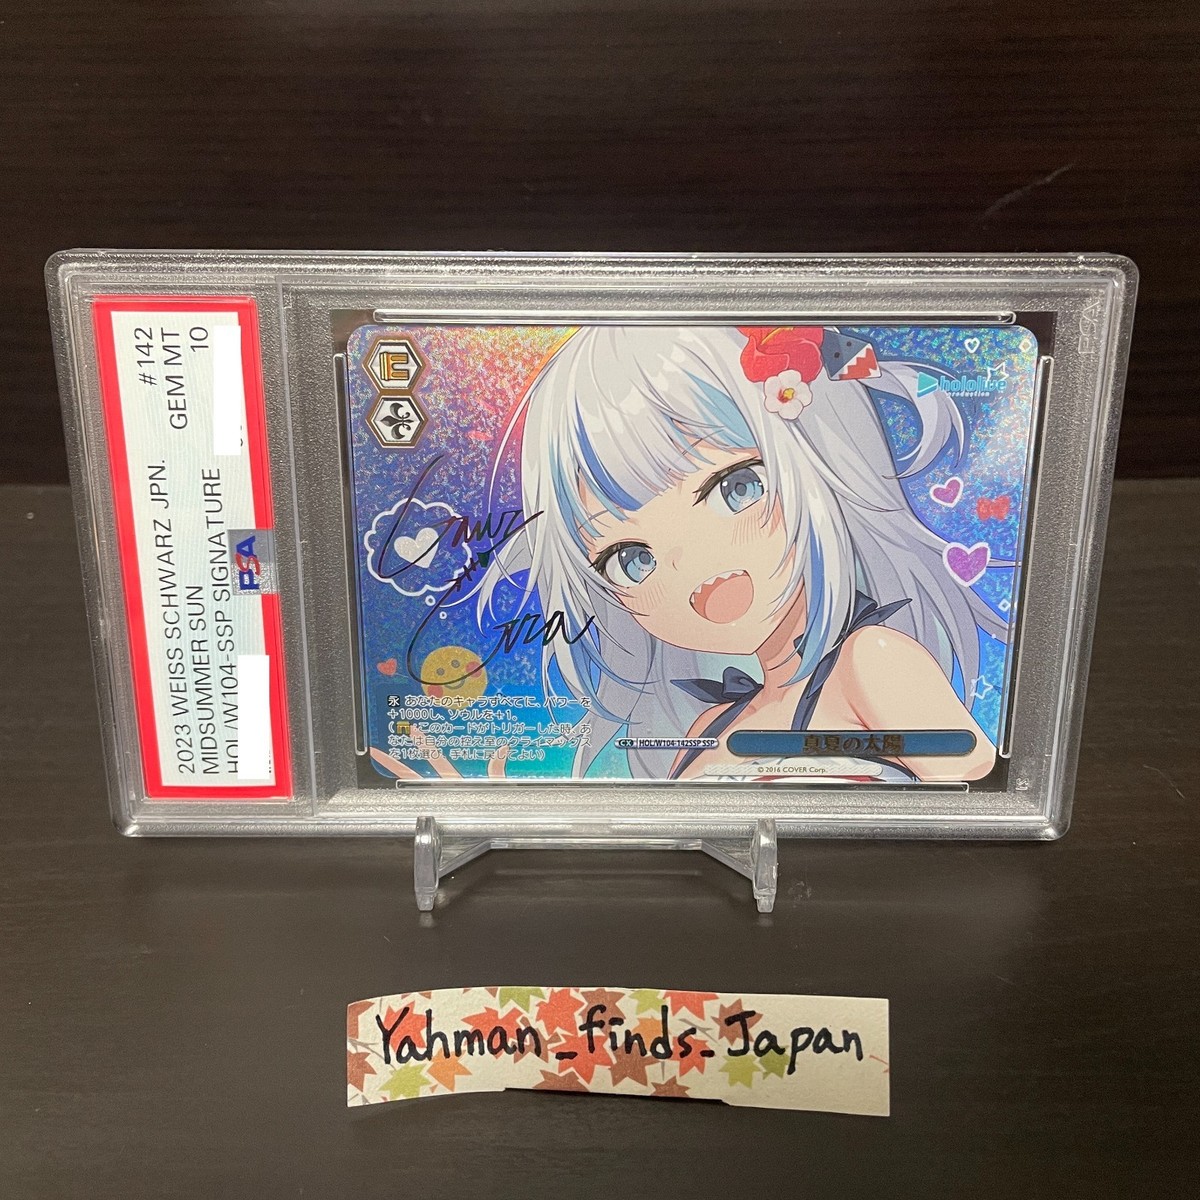 2023 WEISS SCHWARZ JPN. #142
MIDSUMMER SUN GEM MT
HOL/W104-SSP SIGNATURE 10
PSA
hololive
production
Gawr
Gura
永 あなたのキャラすべてに、パワーを
+1000し、ソウルを+1。
(このカードがトリガーした時、あ
なたは自分の控え室のクライマックス
を1枚選び、手札に戻してよい)
CX HOL/W104-142SSP SSP
真夏の太陽
© 2016 COVER Corp.
Yahman_finds_Japan